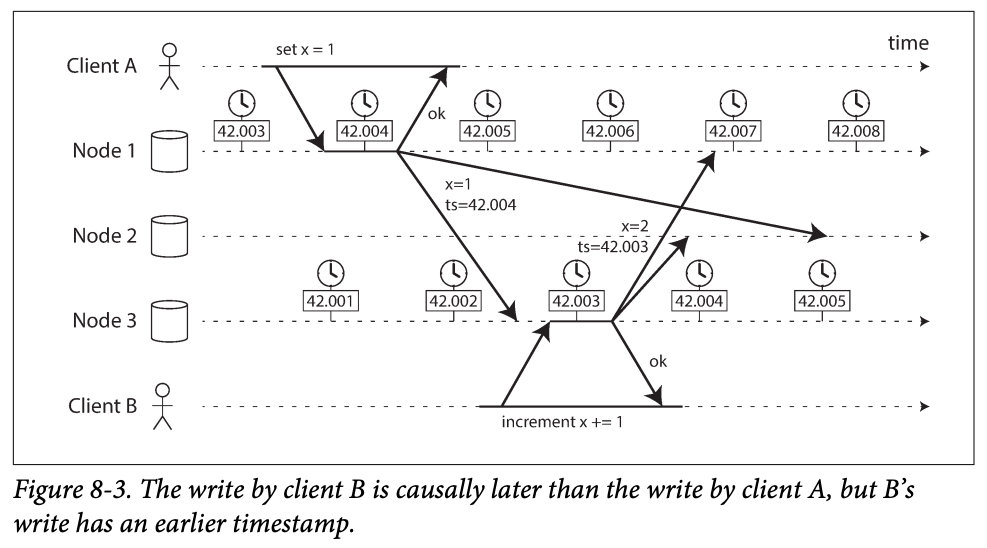 time
Client A
set x = 1
ok
42.003
42.004
42.005
42.006
42.007
42.008
Node 1
x=1
ts=42.004
Node 2
x=2
ts=42.003
42.001
42.002
42.003
42.004
42.005
Node 3
ok
Client B
increment x += 1
Figure 8-3. The write by client B is causally later than the write by client A, but B’s
write has an earlier timestamp.